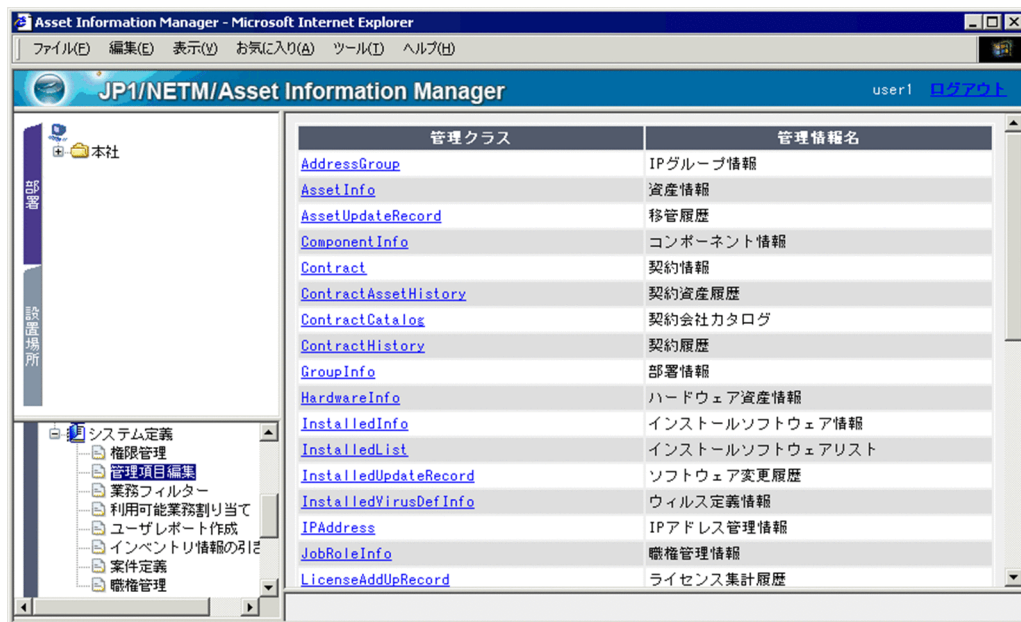 Asset Information Manager - Microsoft Internet Explorer
ファイル(F) 編集(E) 表示(V) お気に入り(A) ツール(T) ヘルプ(H)
JP1/NETM/Asset Information Manager
user1 ログアウト
部署
設置場所
本社
システム定義
権限管理
管理項目編集
業務フィルター
利用可能業務割り当て
ユーザレポート作成
インベントリ情報の引き
案件定義
職権管理
管理クラス 管理情報名
AddressGroup IPグループ情報
AssetInfo 資産情報
AssetUpdateRecord 移管履歴
ComponentInfo コンポーネント情報
Contract 契約情報
ContractAssetHistory 契約資産履歴
ContractCatalog 契約会社カタログ
ContractHistory 契約履歴
GroupInfo 部署情報
HardwareInfo ハードウェア資産情報
InstalledInfo インストールソフトウェア情報
InstalledList インストールソフトウェアリスト
InstalledUpdateRecord ソフトウェア変更履歴
InstalledVirusDefInfo ウィルス定義情報
IPAddress IPアドレス管理情報
JobRoleInfo 職権管理情報
LicenseAddUpRecord ライセンス集計履歴